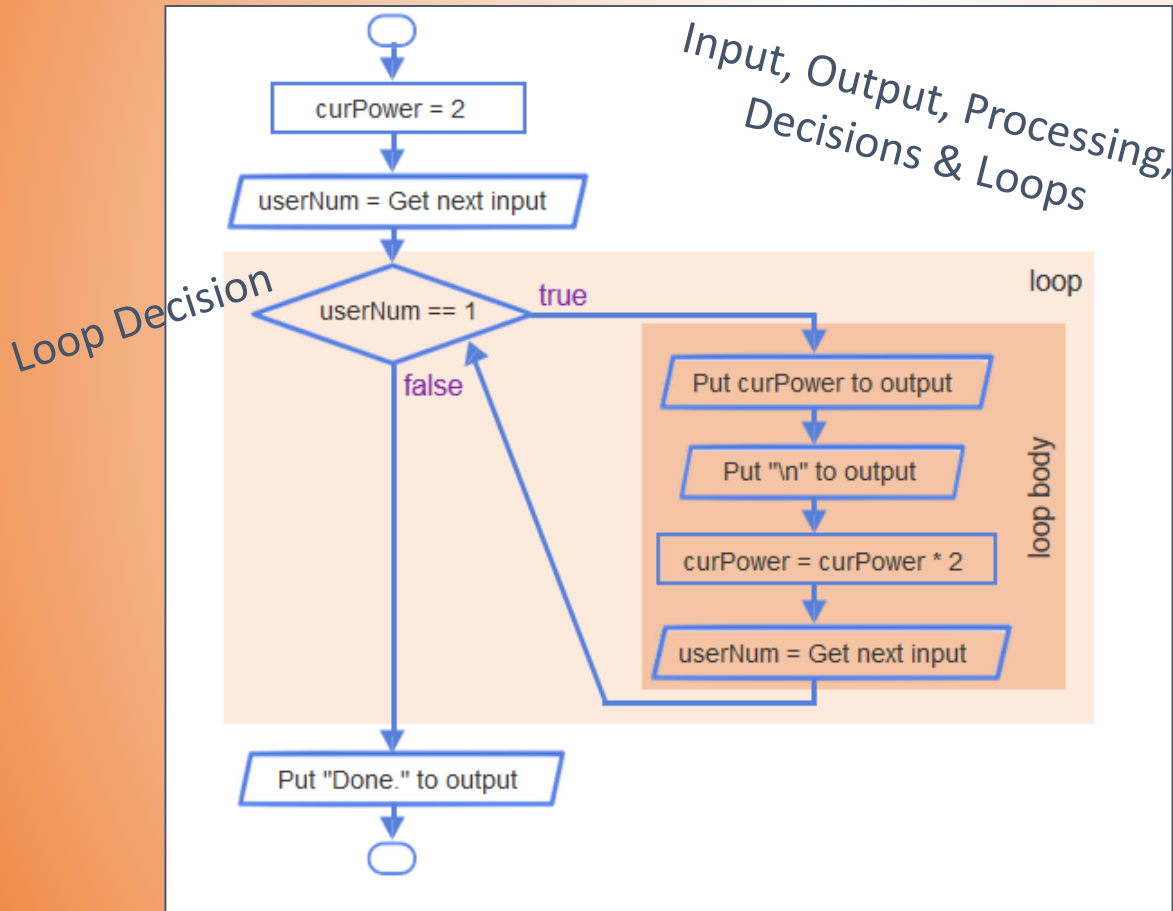 Input, Output, Processing,
Decisions & Loops
curPower = 2
userNum = Get next input
Loop Decision
loop
userNum == 1
true
false
Put curPower to output
Put "\n" to output
loop body
curPower = curPower * 2
userNum = Get next input
Put "Done." to output